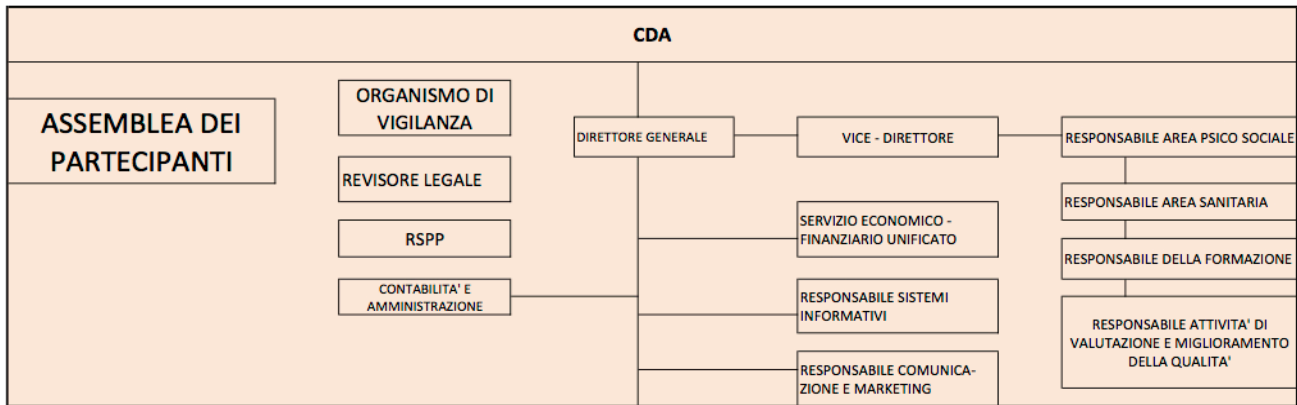 CDA
ASSEMBLEA DEI
PARTECIPANTI
ORGANISMO DI
VIGILANZA
REVISORE LEGALE
RSPP
CONTABILITA' E
AMMINISTRAZIONE
DIRETTORE GENERALE
VICE - DIRETTORE
SERVIZIO ECONOMICO -
FINANZIARIO UNIFICATO
RESPONSABILE SISTEMI
INFORMATIVI
RESPONSABILE COMUNICA-
ZIONE E MARKETING
RESPONSABILE AREA PSICO SOCIALE
RESPONSABILE AREA SANITARIA
RESPONSABILE DELLA FORMAZIONE
RESPONSABILE ATTIVITA' DI
VALUTAZIONE E MIGLIORAMENTO
DELLA QUALITA'